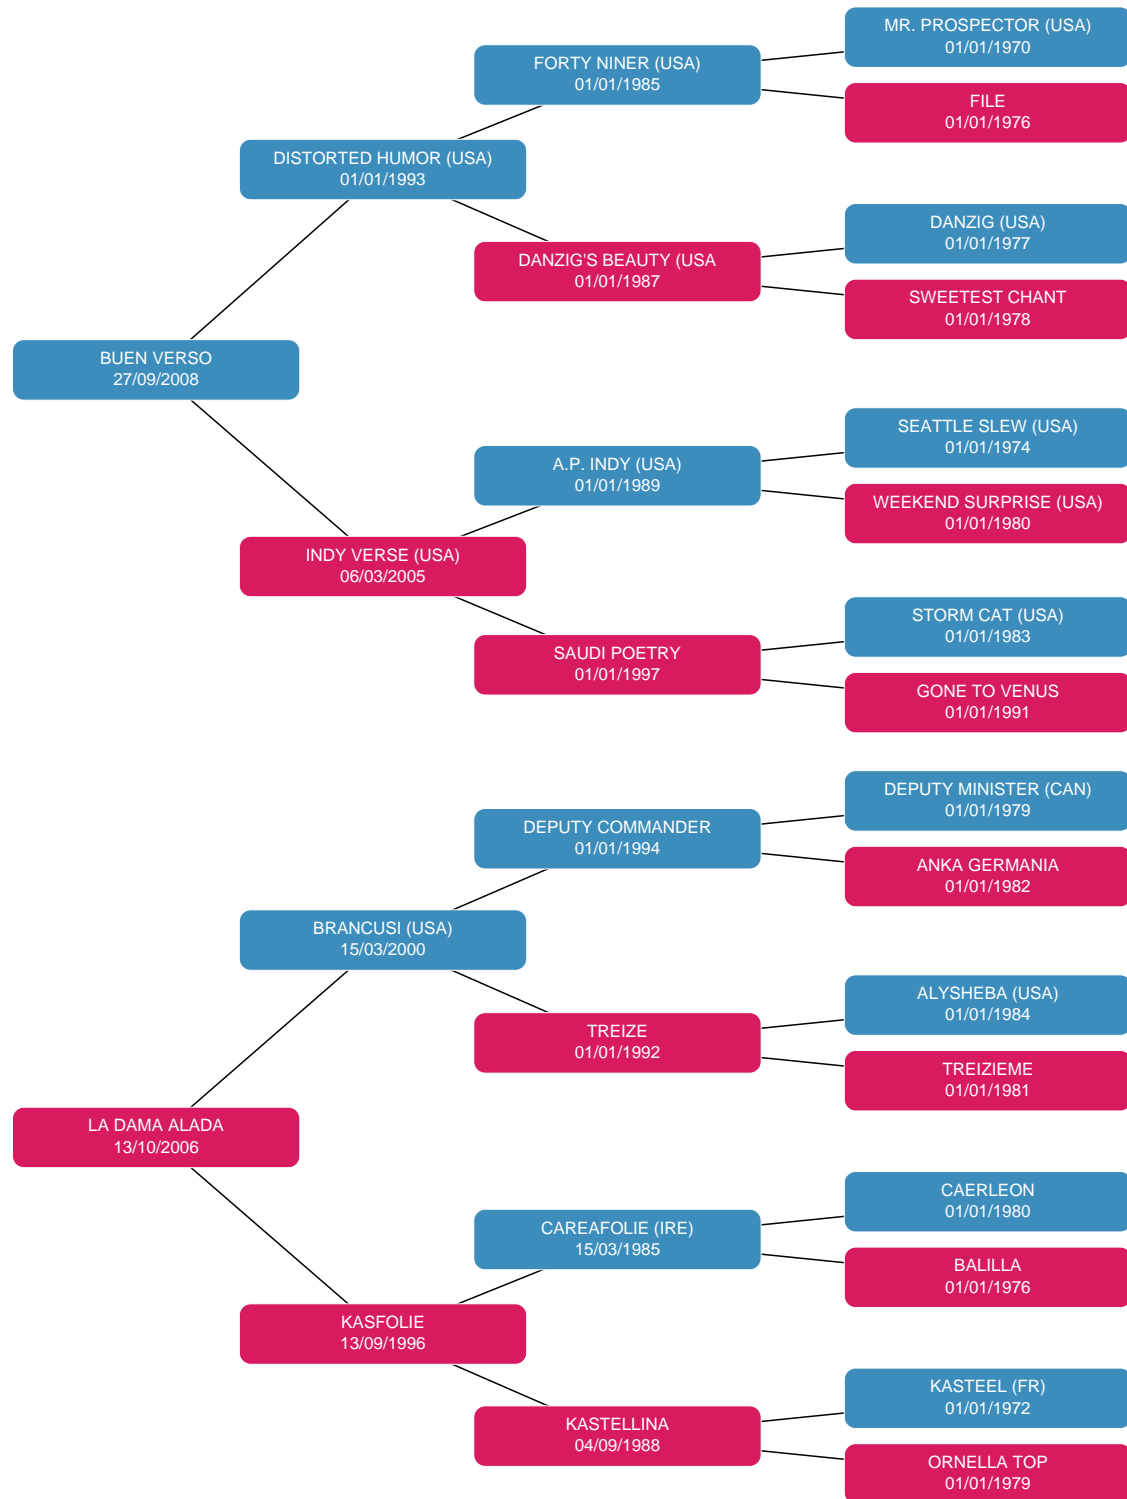 MR. PROSPECTOR (USA)
01/01/1970
FORTY NINER (USA)
01/01/1985
FILE
01/01/1976
DISTORTED HUMOR (USA)
01/01/1993
DANZIG (USA)
01/01/1977
DANZIG'S BEAUTY (USA
01/01/1987
SWEETEST CHANT
01/01/1978
BUEN VERSO
27/09/2008
SEATTLE SLEW (USA)
01/01/1974
A.P. INDY (USA)
01/01/1989
WEEKEND SURPRISE (USA)
01/01/1980
INDY VERSE (USA)
06/03/2005
STORM CAT (USA)
01/01/1983
SAUDI POETRY
01/01/1997
GONE TO VENUS
01/01/1991
DEPUTY MINISTER (CAN)
01/01/1979
DEPUTY COMMANDER
01/01/1994
ANKA GERMANIA
01/01/1982
BRANCUSI (USA)
15/03/2000
ALYSHEBA (USA)
01/01/1984
TREIZE
01/01/1992
TREIZIEME
01/01/1981
LA DAMA ALADA
13/10/2006
CAERLEON
01/01/1980
CAREAFOLIE (IRE)
15/03/1985
BALILLA
01/01/1976
KASFOLIE
13/09/1996
KASTEEL (FR)
01/01/1972
KASTELLINA
04/09/1988
ORNELLA TOP
01/01/1979